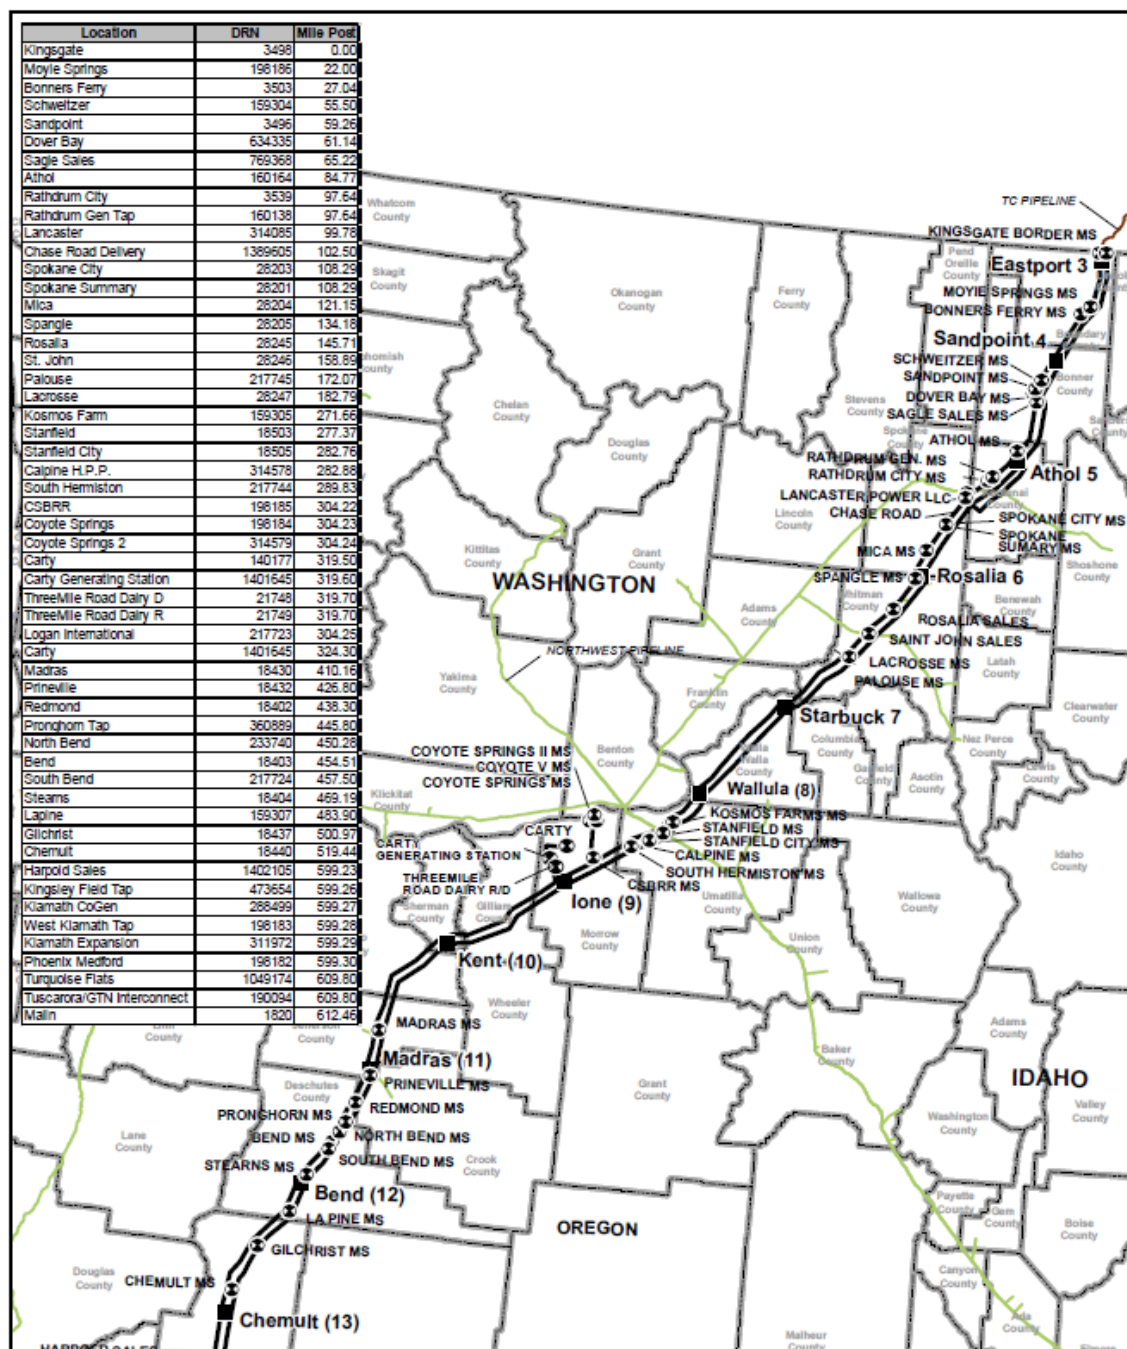 Location DRN Mile Post
Kingsgate 3498 0.00
Moyie Springs 198186 22.00
Bonners Ferry 3503 27.04
Schweitzer 159304 55.50
Sandpoint 3496 59.26
Dover Bay 634335 61.14
Sagle Sales 769368 65.22
Athol 160164 84.77
Rathdrum City 3539 97.64
Rathdrum Gen Tap 160138 97.64
Lancaster 314085 99.78
Chase Road Delivery 1389605 102.50
Spokane City 28203 108.29
Spokane Summary 28201 108.29
Mica 28204 121.15
Spangle 28205 134.18
Rosalia 28245 145.71
St. John 28246 158.89
Palouse 217745 172.07
Lacrosse 28247 182.79
Kosmos Farm 159305 271.66
Stanfield 18503 277.37
Stanfield City 18505 282.76
Calpine H.P.P. 314578 282.88
South Hermiston 217744 289.83
CSBRR 198185 304.22
Coyote Springs 198184 304.23
Coyote Springs 2 314579 304.24
Carty 140177 319.50
Carty Generating Station 1401645 319.60
ThreeMile Road Dairy D 21748 319.70
ThreeMile Road Dairy R 21749 319.70
Logan International 217723 304.25
Carty 1401645 324.30
Madras 18430 410.16
Prineville 18432 426.80
Redmond 18402 438.30
Pronghorn Tap 360889 445.80
North Bend 233740 450.28
Bend 18403 454.51
South Bend 217724 457.50
Stearns 18404 469.19
Lapine 159307 483.90
Gilchrist 18437 500.97
Chemult 18440 519.44
Harpold Sales 1402105 599.23
Kingsley Field Tap 473654 599.26
Klamath CoGen 288499 599.27
West Klamath Tap 198183 599.28
Klamath Expansion 311972 599.29
Phoenix Medford 198182 599.30
Turquoise Flats 1049174 609.80
Tuscarora/GTN Interconnect 190094 609.80
Malin 1820 612.46
TC PIPELINE
Whatcom
County
KINGSGATE BORDER MS
Pend
Oreille
County
Eastport 3
Skagit
County
Okanogan
County
Ferry
County
MOYIE SPRINGS MS
BONNERS FERRY MS
Sandpoint 4
SCHWEITZER MS
SANDPOINT MS
Bonner
County
DOVER BAY MS
SAGLE SALES MS
Stevens
County
Chelan
County
Douglas
County
ATHOL MS
RATHDRUM GEN. MS
RATHDRUM CITY MS
Athol 5
LANCASTER POWER LLC
CHASE ROAD
Lincoln
County
SPOKANE CITY MS
SPOKANE
SUMARY MS
Kittitas
County
Grant
County
MICA MS
Shoshone
County
WASHINGTON
SPANGLE MS
Rosalia 6
Whitman
County
Benewah
County
Adams
County
ROSALIA SALES
SAINT JOHN SALES
NORTHWEST PIPELINE
LACROSSE MS
Latah
County
PALOUSE MS
Yakima
County
Franklin
County
Starbuck 7
Clearwater
County
Columbia
County
Nez Perce
County
COYOTE SPRINGS II MS
COYOTE V MS
COYOTE SPRINGS MS
Benton
County
Walla
Walla
County
Garfield
County
Asotin
County
Lewis
County
Klickitat
County
Wallula (8)
KOSMOS FARMS MS
STANFIELD MS
STANFIELD CITY MS
CALPINE MS
SOUTH HERMISTON MS
CSBRR MS
CARTY
CARTY
GENERATING STATION
THREEMILE
ROAD DAIRY R/D
Idaho
County
Ione (9)
Sherman
County
Gilliam
County
Umatilla
County
Wallowa
County
Morrow
County
Union
County
Kent (10)
Wheeler
County
MADRAS MS
Jefferson
County
Linn
County
Adams
County
Baker
County
Madras (11)
PRINEVILLE MS
Deschutes
County
Grant
County
IDAHO
Valley
County
Washington
County
PRONGHORN MS
REDMOND MS
BEND MS
NORTH BEND MS
Lane
County
STEARNS MS
SOUTH BEND MS
Crook
County
Bend (12)
LA PINE MS
OREGON
Payette
County
Gem
County
Boise
County
GILCHRIST MS
Douglas
County
CHEMULT MS
Canyon
County
Ada
County
Chemult (13)
Malheur
County
HARPOLD SALES